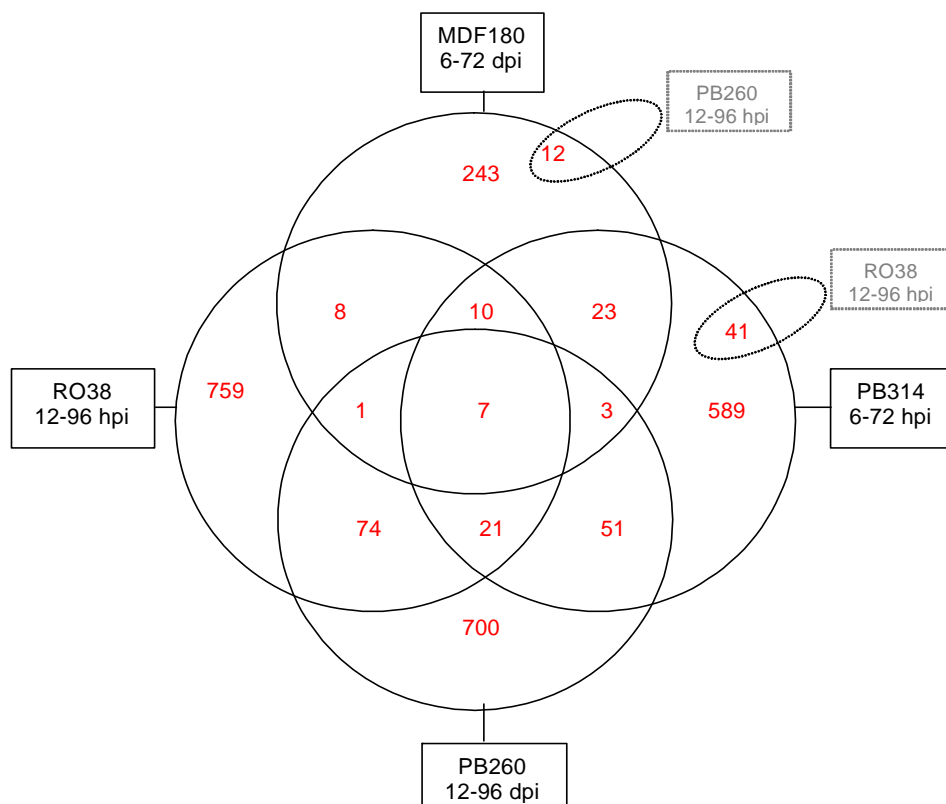 MDF180
6-72 dpi
PB260
12-96 hpi
12
243
RO38
12-96 hpi
8
10
23
41
RO38
12-96 hpi
759
1
7
3
589
PB314
6-72 hpi
74
21
51
700
PB260
12-96 dpi